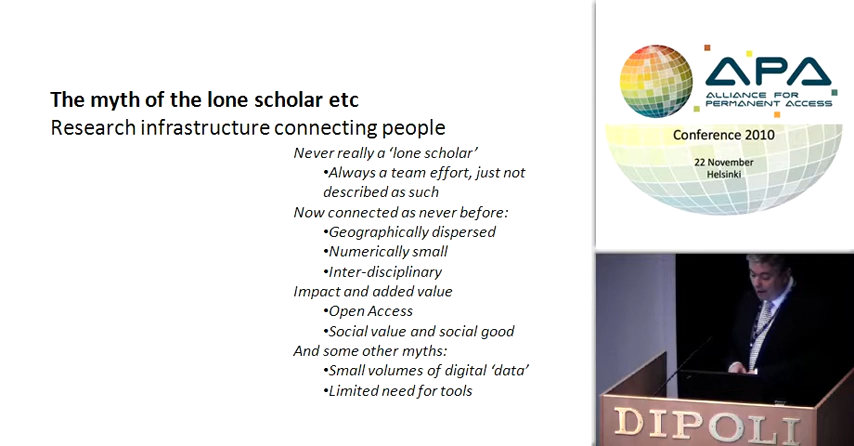 The myth of the lone scholar etc
Research infrastructure connecting people
Never really a ‘lone scholar’
•Always a team effort, just not
described as such
Now connected as never before:
•Geographically dispersed
•Numerically small
•Inter-disciplinary
Impact and added value
•Open Access
•Social value and social good
And some other myths:
•Small volumes of digital ‘data’
•Limited need for tools
APA
ALLIANCE FOR
PERMANENT ACCESS
Conference 2010
22 November
Helsinki
DIPOLI